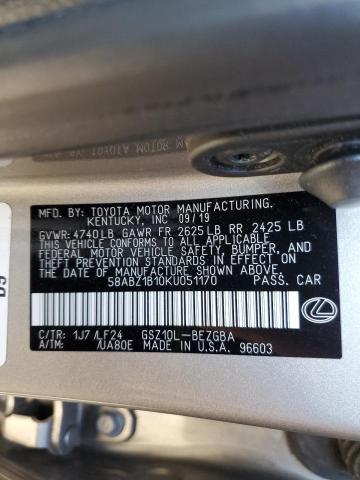 MFD. BY: TOYOTA MOTOR MANUFACTURING,
KENTUCKY, INC 09/19
GVWR: 4740LB GAWR FR 2625LB RR 2425 LB
THIS VEHICLE CONFORMS TO ALL APPLICABLE
FEDERAL MOTOR VEHICLE SAFETY, BUMPER, AND
THEFT PREVENTION STANDARDS IN EFFECT ON
THE DATE OF MANUFACTURE SHOWN ABOVE.
58ABZ1B10KU051170 PASS. CAR
C/TR: 1J7 /LF24 GSZ10L-BEZGBA
A/TM: /UA80E MADE IN U.S.A. 96603